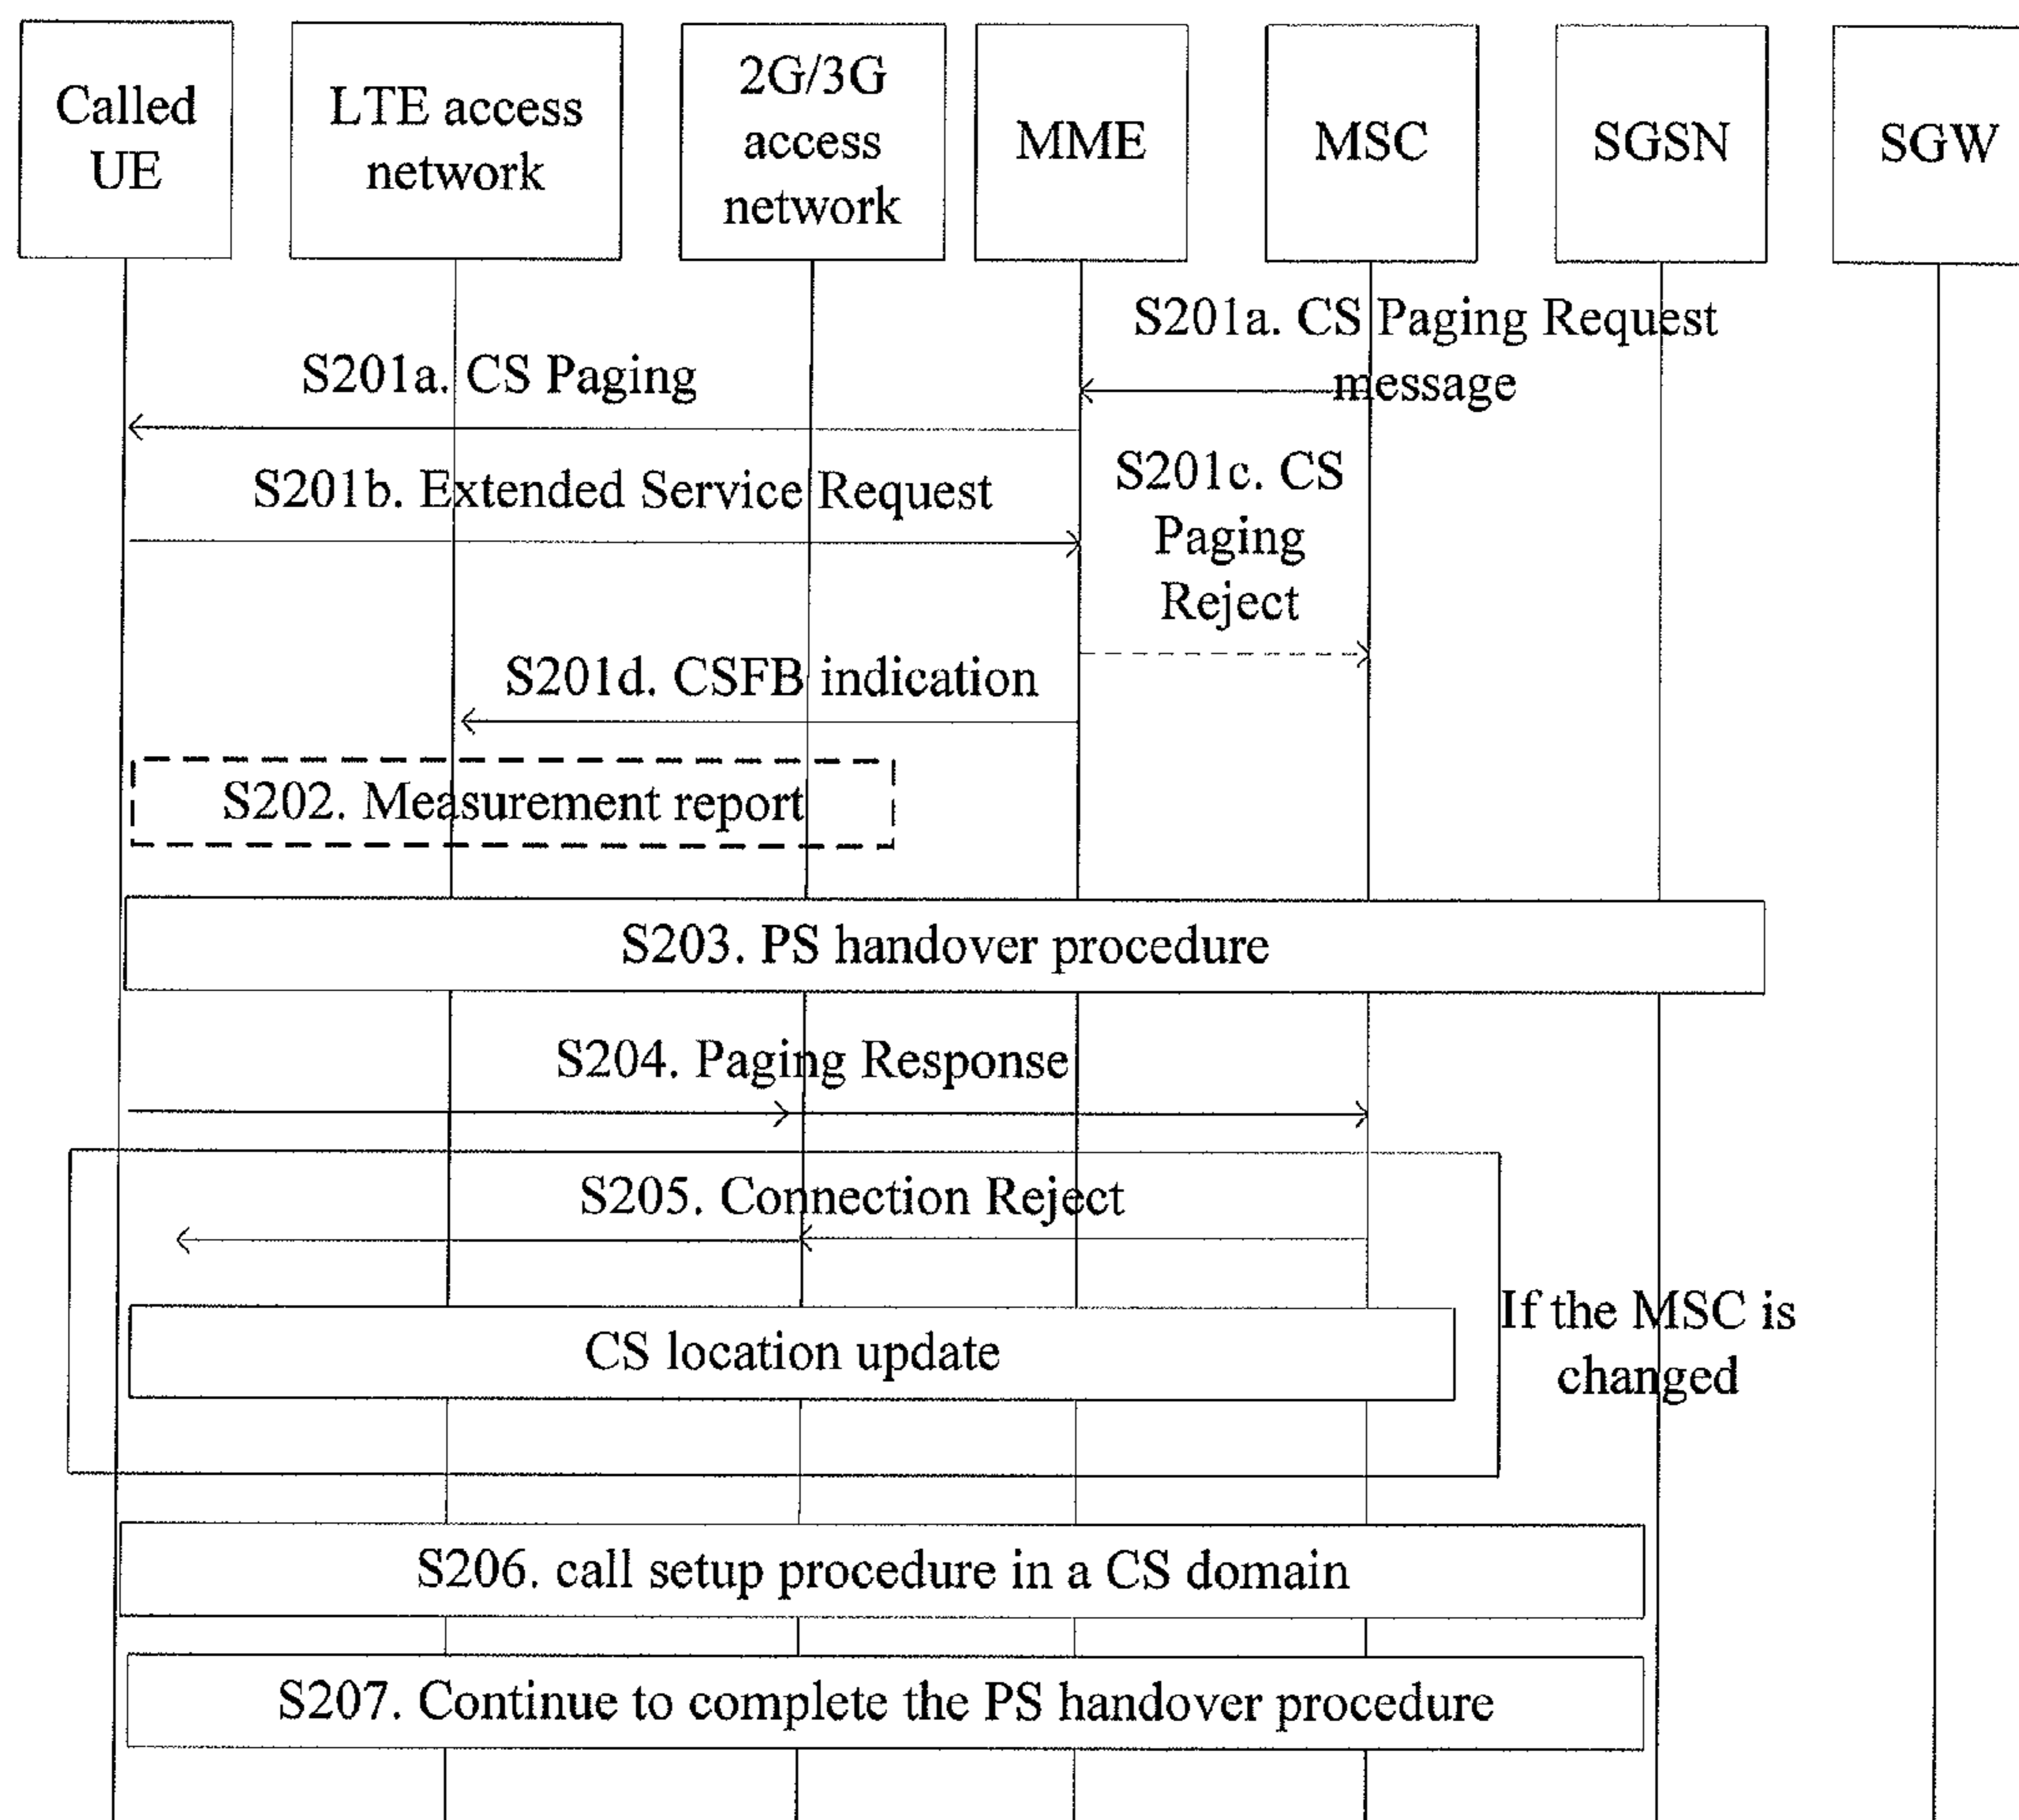 Called
UE
LTE access
network
2G/3G
access
network
MME
MSC
SGSN
SGW
S201a. CS Paging Request
message
S201a. CS Paging
S201b. Extended Service Request
S201c. CS
Paging
Reject
S201d. CSFB indication
S202. Measurement report
S203. PS handover procedure
S204. Paging Response
S205. Connection Reject
If the MSC is
changed
CS location update
S206. call setup procedure in a CS domain
S207. Continue to complete the PS handover procedure